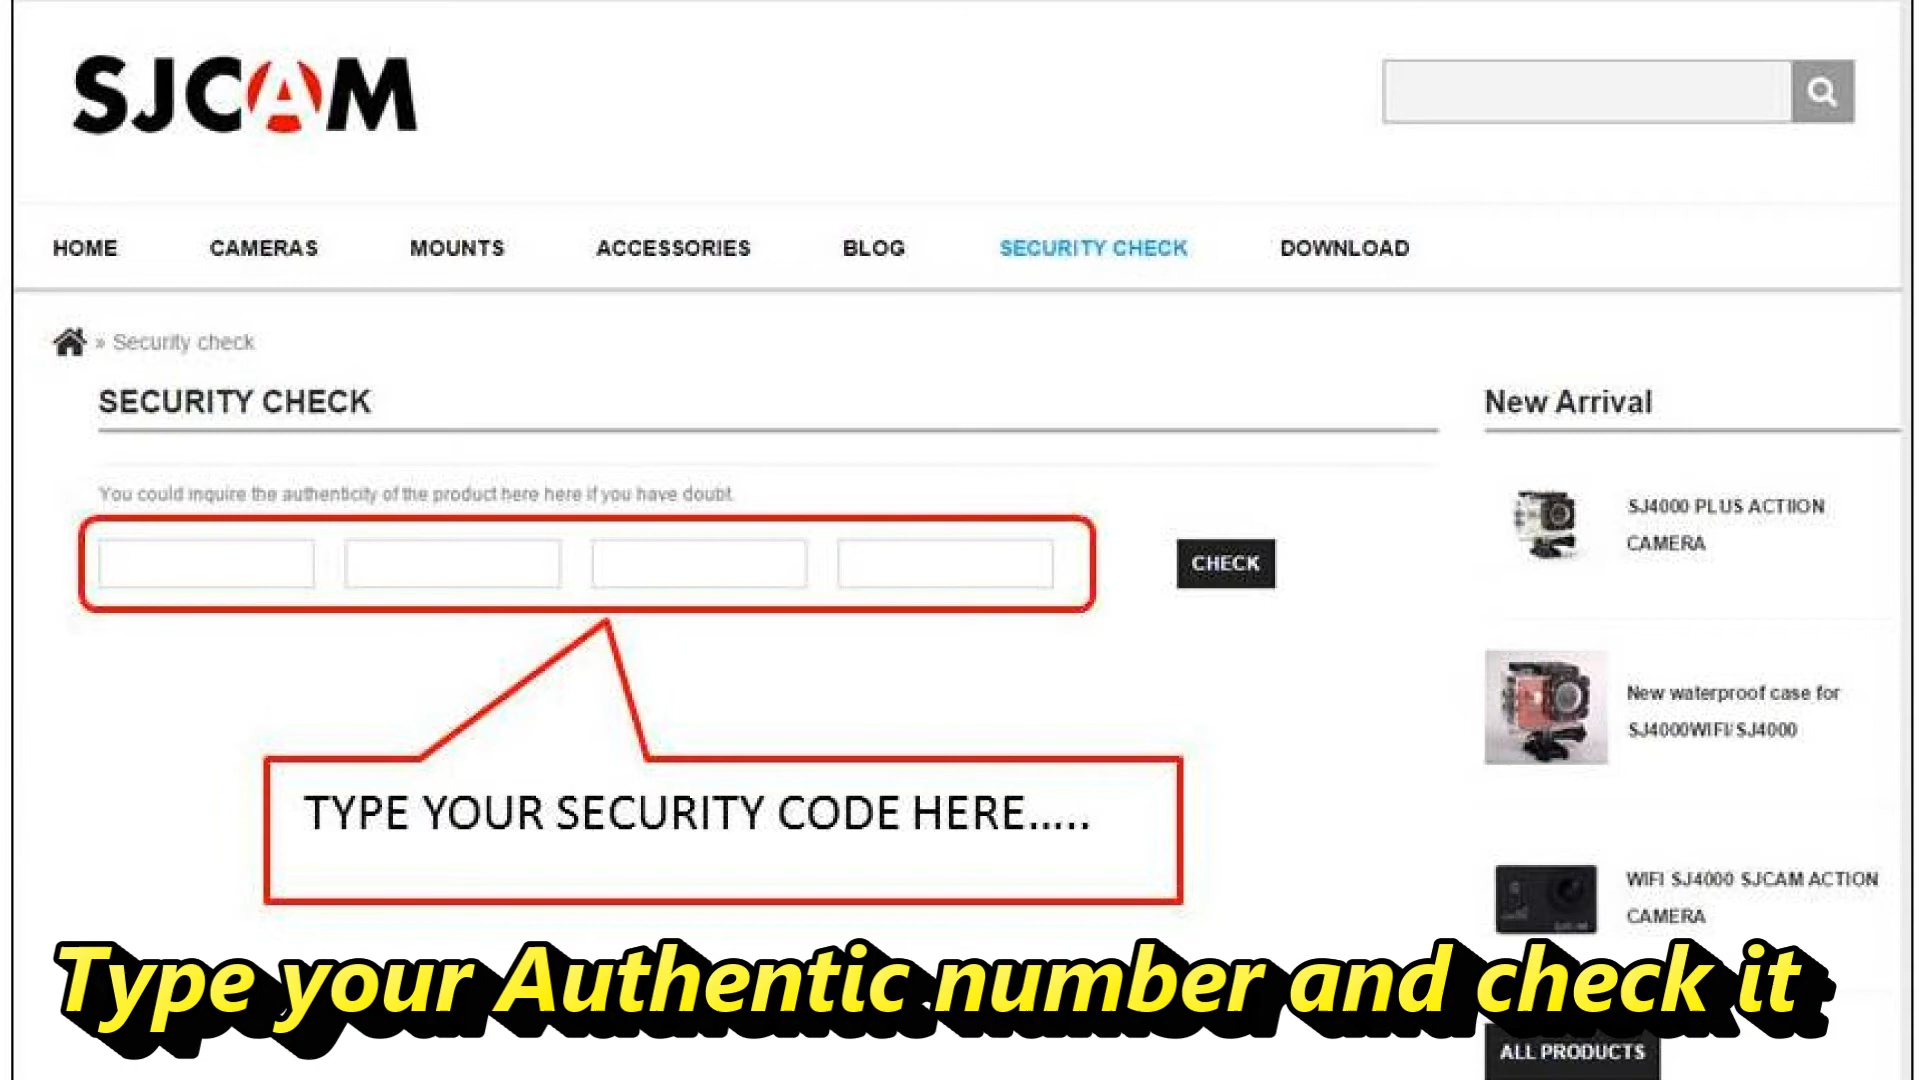 SJCAM
HOME CAMERAS MOUNTS ACCESSORIES BLOG SECURITY CHECK DOWNLOAD
» Security check
SECURITY CHECK
You could inquire the authenticity of the product here here if you have doubt.
CHECK
TYPE YOUR SECURITY CODE HERE.....
New Arrival
SJ4000 PLUS ACTIION
CAMERA
New waterproof case for
SJ4000WIFI/SJ4000
WIFI SJ4000 SJCAM ACTION
CAMERA
Type your Authentic number and check it
ALL PRODUCTS